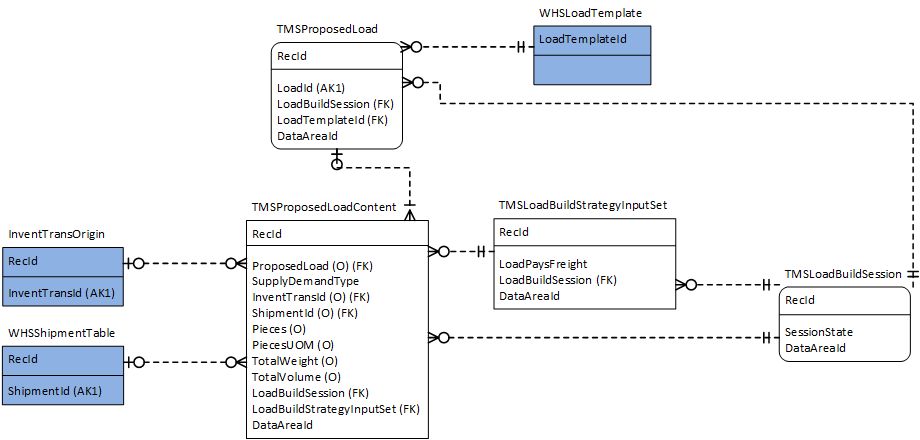 WHSLoadTemplate
LoadTemplateId
TMSProposedLoad
RecId
LoadId (AK1)
LoadBuildSession (FK)
LoadTemplateId (FK)
DataAreaId
TMSProposedLoadContent
RecId
ProposedLoad (O) (FK)
SupplyDemandType
InventTransId (O) (FK)
ShipmentId (O) (FK)
Pieces (O)
PiecesUOM (O)
TotalWeight (O)
TotalVolume (O)
LoadBuildSession (FK)
LoadBuildStrategyInputSet (FK)
DataAreaId
TMSLoadBuildStrategyInputSet
RecId
LoadPaysFreight
LoadBuildSession (FK)
DataAreaId
InventTransOrigin
RecId
InventTransId (AK1)
WHSShipmentTable
RecId
ShipmentId (AK1)
TMSLoadBuildSession
RecId
SessionState
DataAreaId